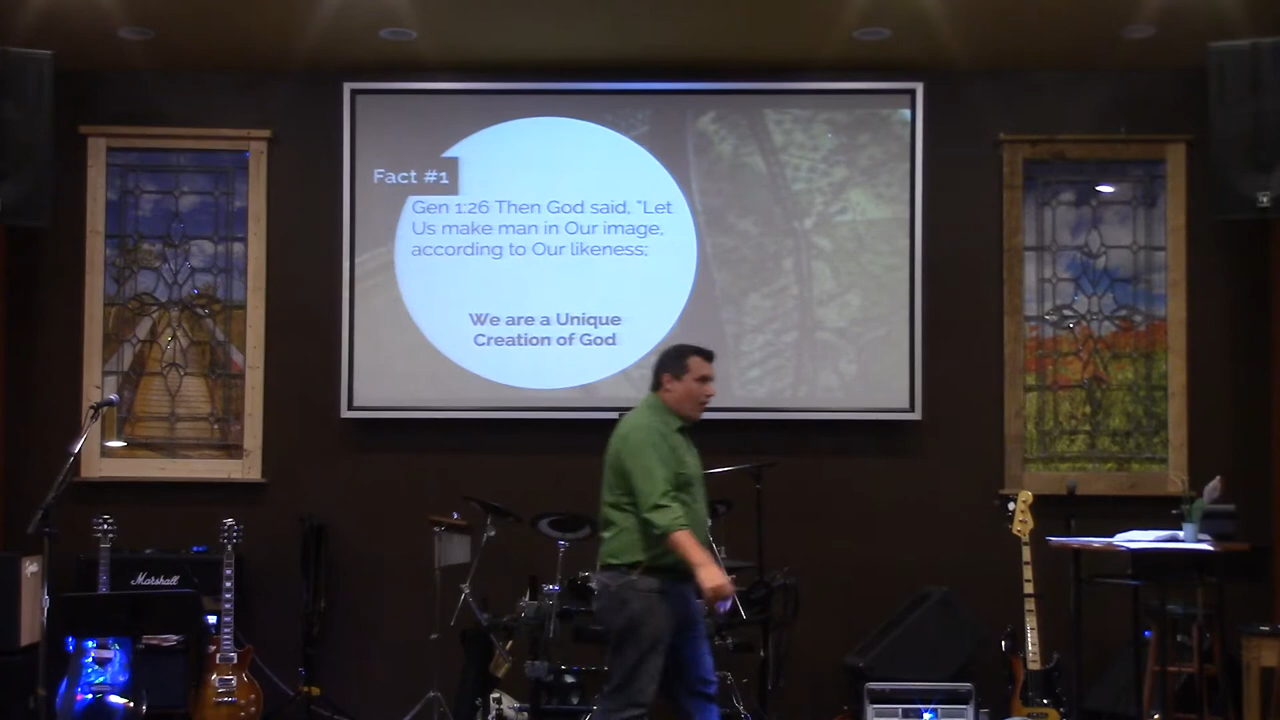 Fact #1
Gen 1:26 Then God said, "Let
Us make man in Our image,
according to Our likeness;
We are a Unique
Creation of God
Marshall